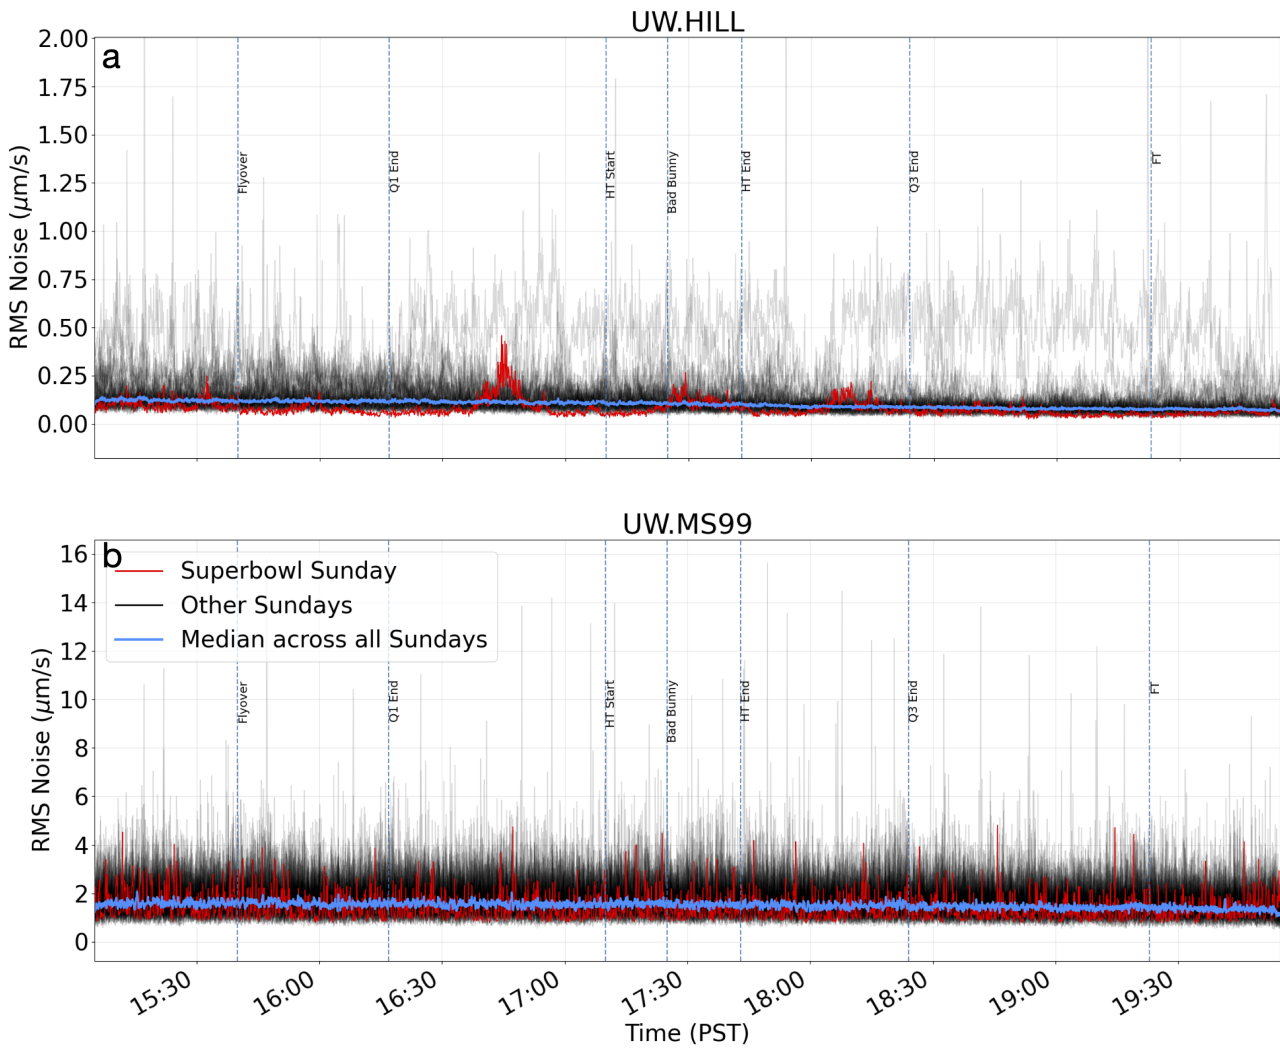 UW.HILL
a
2.00
1.75
1.50
1.25
1.00
0.75
0.50
0.25
0.00
RMS Noise (μm/s)
Flyover
Q1 End
HT Start
Bad Bunny
HT End
Q3 End
FT
UW.MS99
b
Superbowl Sunday
Other Sundays
Median across all Sundays
16
14
12
10
8
6
4
2
0
RMS Noise (μm/s)
Flyover
Q1 End
HT Start
Bad Bunny
HT End
Q3 End
FT
15:30
16:00
16:30
17:00
17:30
18:00
18:30
19:00
19:30
Time (PST)